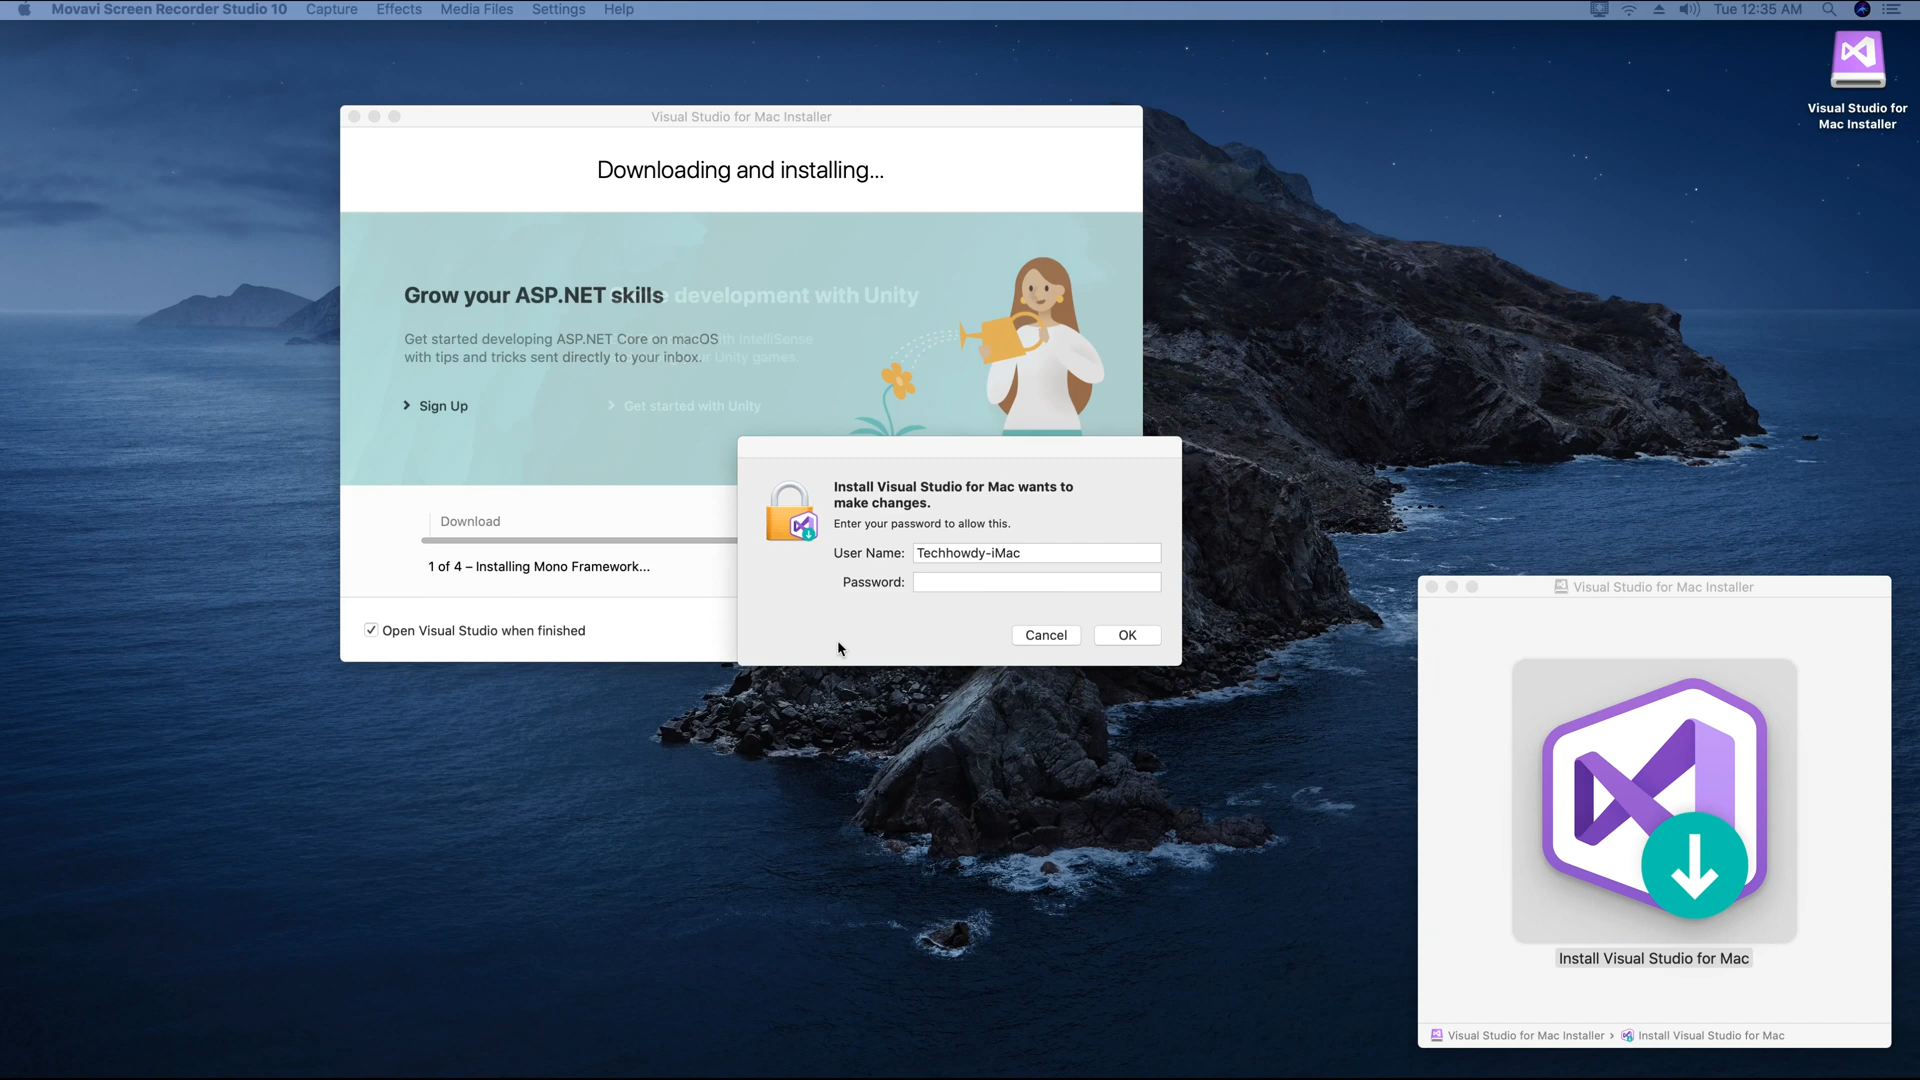 Movavi Screen Recorder Studio 10 Capture Effects Media Files Settings Help
Tue 12:35 AM
Visual Studio for
Mac Installer
Visual Studio for Mac Installer
Downloading and installing...
Grow your ASP.NET skills
development with Unity
Get started developing ASP.NET Core on macOS
with tips and tricks sent directly to your inbox.
th IntelliSense
r Unity games.
Sign Up
Get started with Unity
Download
1 of 4 – Installing Mono Framework...
Open Visual Studio when finished
Install Visual Studio for Mac wants to
make changes.
Enter your password to allow this.
User Name: Techhowdy-iMac
Password:
Cancel OK
Visual Studio for Mac Installer
Install Visual Studio for Mac
Visual Studio for Mac Installer › Install Visual Studio for Mac